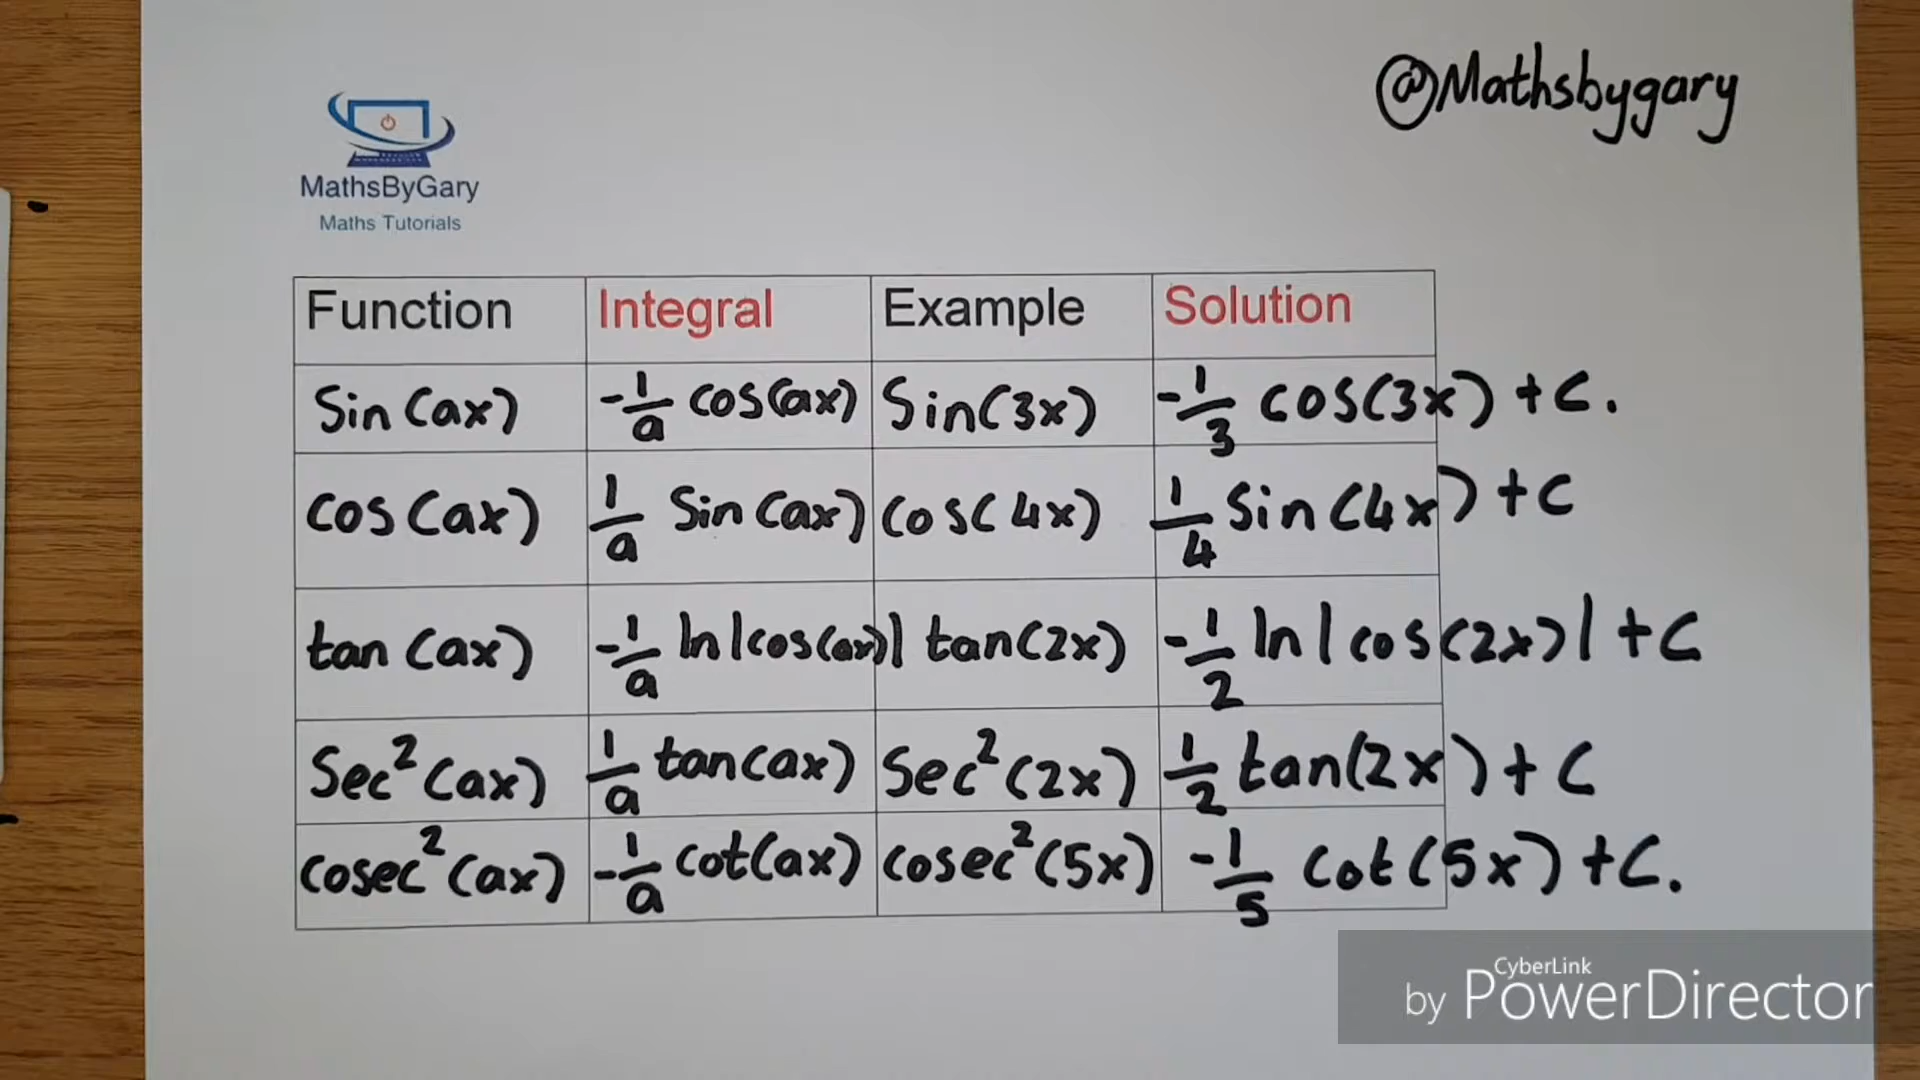 @Mathsbygary
MathsByGary
Maths Tutorials
Function Integral Example Solution
Sin(ax) -1/a cos(ax) Sin(3x) -1/3 cos(3x) + C.
cos(ax) 1/a Sin(ax) cos(4x) 1/4 Sin(4x) + C
tan(ax) -1/a ln|cos(ax)| tan(2x) -1/2 ln|cos(2x)| + C
Sec²(ax) 1/a tan(ax) Sec²(2x) 1/2 tan(2x) + C
cosec²(ax) -1/a cot(ax) cosec²(5x) -1/5 cot(5x) + C.
CyberLink
by PowerDirector